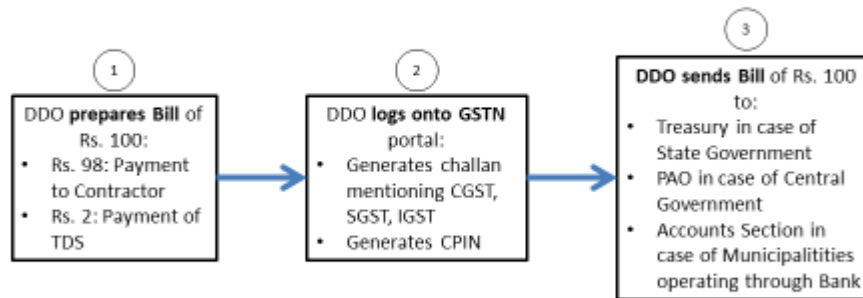 1
DDO prepares Bill of
Rs. 100:
• Rs. 98: Payment
to Contractor
• Rs. 2: Payment of
TDS
2
DDO logs onto GSTN
portal:
• Generates challan
mentioning CGST,
SGST, IGST
• Generates CPIN
3
DDO sends Bill of Rs. 100
to:
• Treasury in case of
State Government
• PAO in case of Central
Government
• Accounts Section in
case of Municipalitities
operating through Bank